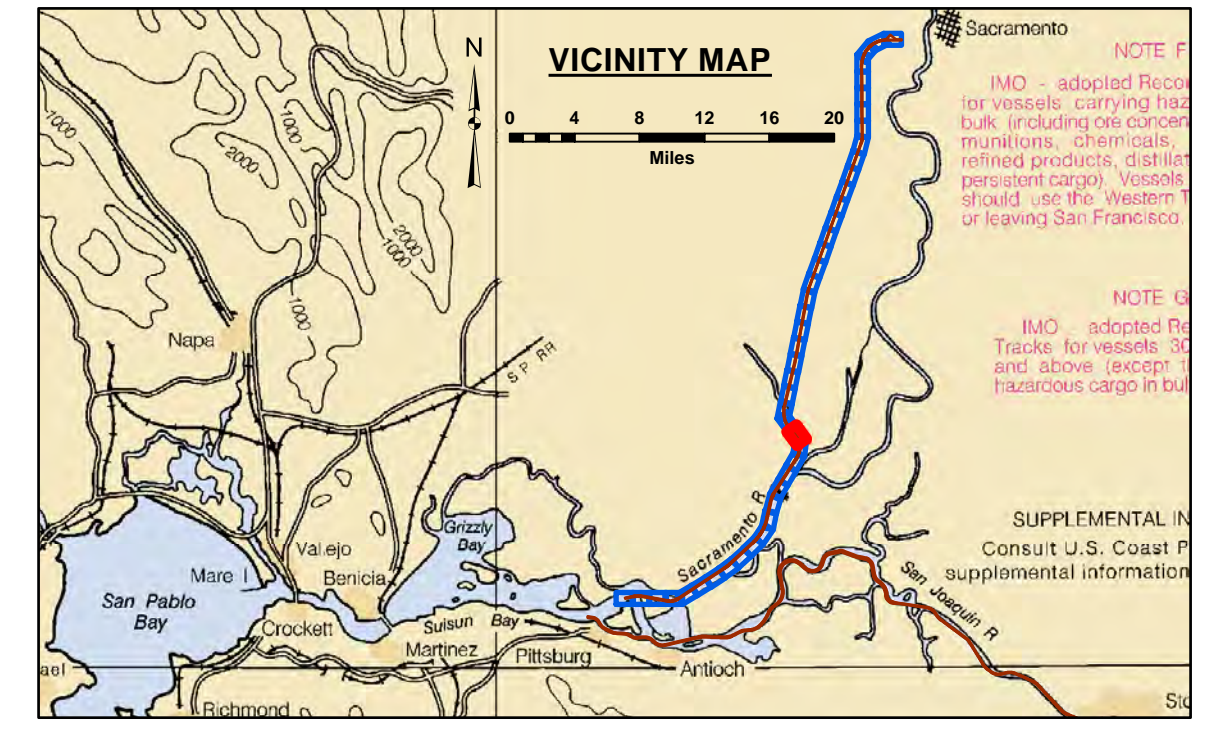 VICINITY MAP
N
0 4 8 12 16 20
Miles
Sacramento
NOTE F
IMO - adopted Recor
for vessels carrying haz
bulk (including ore concen
munitions, chemicals,
refined products, distillat
persistent cargo). Vessels
should use the Western T
or leaving San Francisco.
NOTE G
IMO - adopted Re
Tracks for vessels 30
and above (except t
hazardous cargo in bul
SUPPLEMENTAL IN
Consult U.S. Coast P
supplemental information
1000
2000
2000
1000
1000
Napa
S P RR
Grizzly
Bay
Sacramento R
San Joaquin R
Vallejo
Mare I
Benicia
San Pablo
Bay
Crockett
Suisun Bay
Martinez
Pittsburg
Antioch
ael
Richmond
Sto